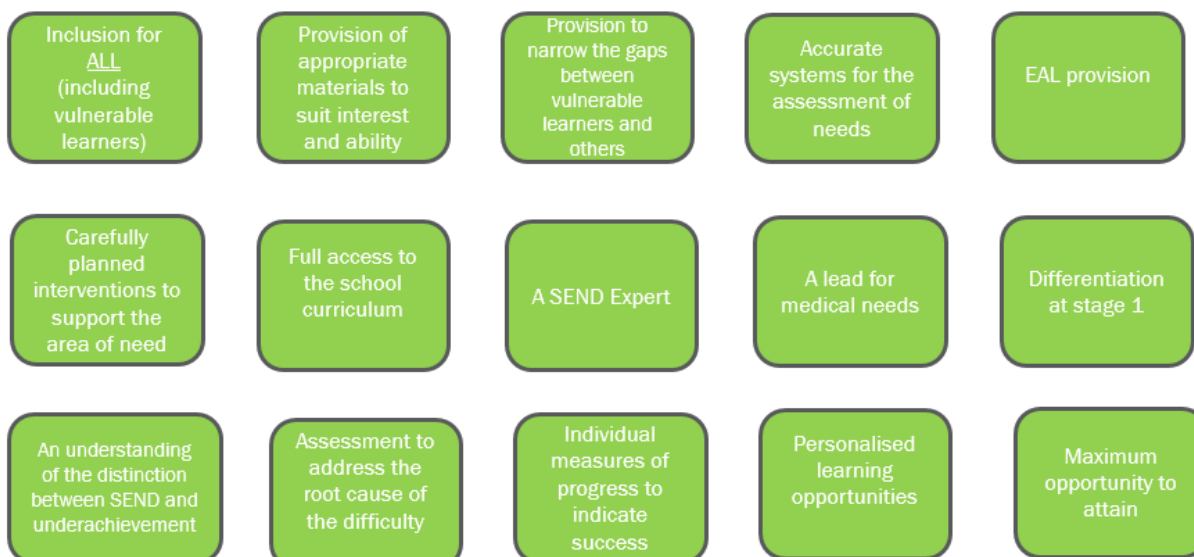 Inclusion for
ALL
(including
vulnerable
learners)
Provision of
appropriate
materials to
suit interest
and ability
Provision to
narrow the gaps
between
vulnerable
learners and
others
Accurate
systems for the
assessment of
needs
EAL provision
Carefully
planned
interventions to
support the
area of need
Full access to
the school
curriculum
A SEND Expert
A lead for
medical needs
Differentiation
at stage 1
An understanding
of the distinction
between SEND and
underachievement
Assessment to
address the
root cause of
the difficulty
Individual
measures of
progress to
indicate
success
Personalised
learning
opportunities
Maximum
opportunity to
attain